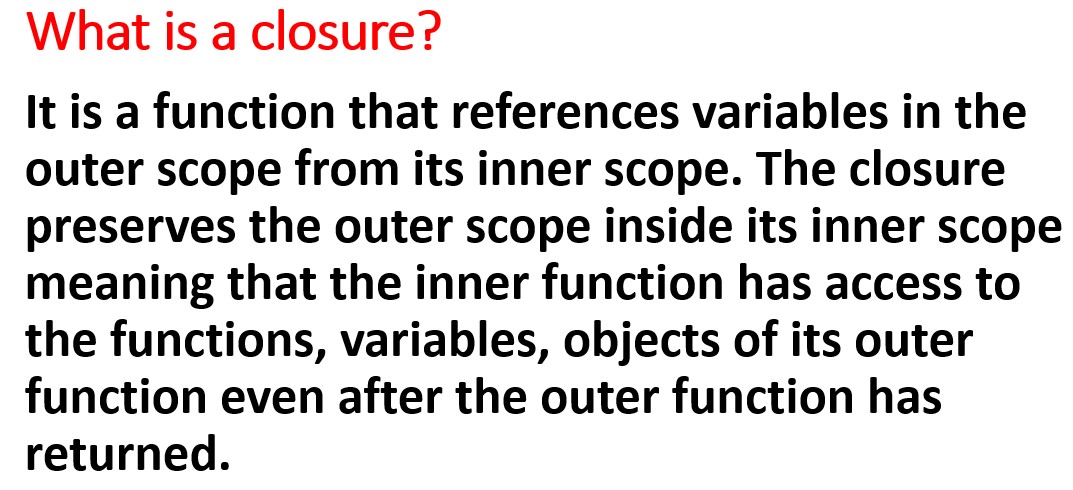 What is a closure?
It is a function that references variables in the
outer scope from its inner scope. The closure
preserves the outer scope inside its inner scope
meaning that the inner function has access to
the functions, variables, objects of its outer
function even after the outer function has
returned.